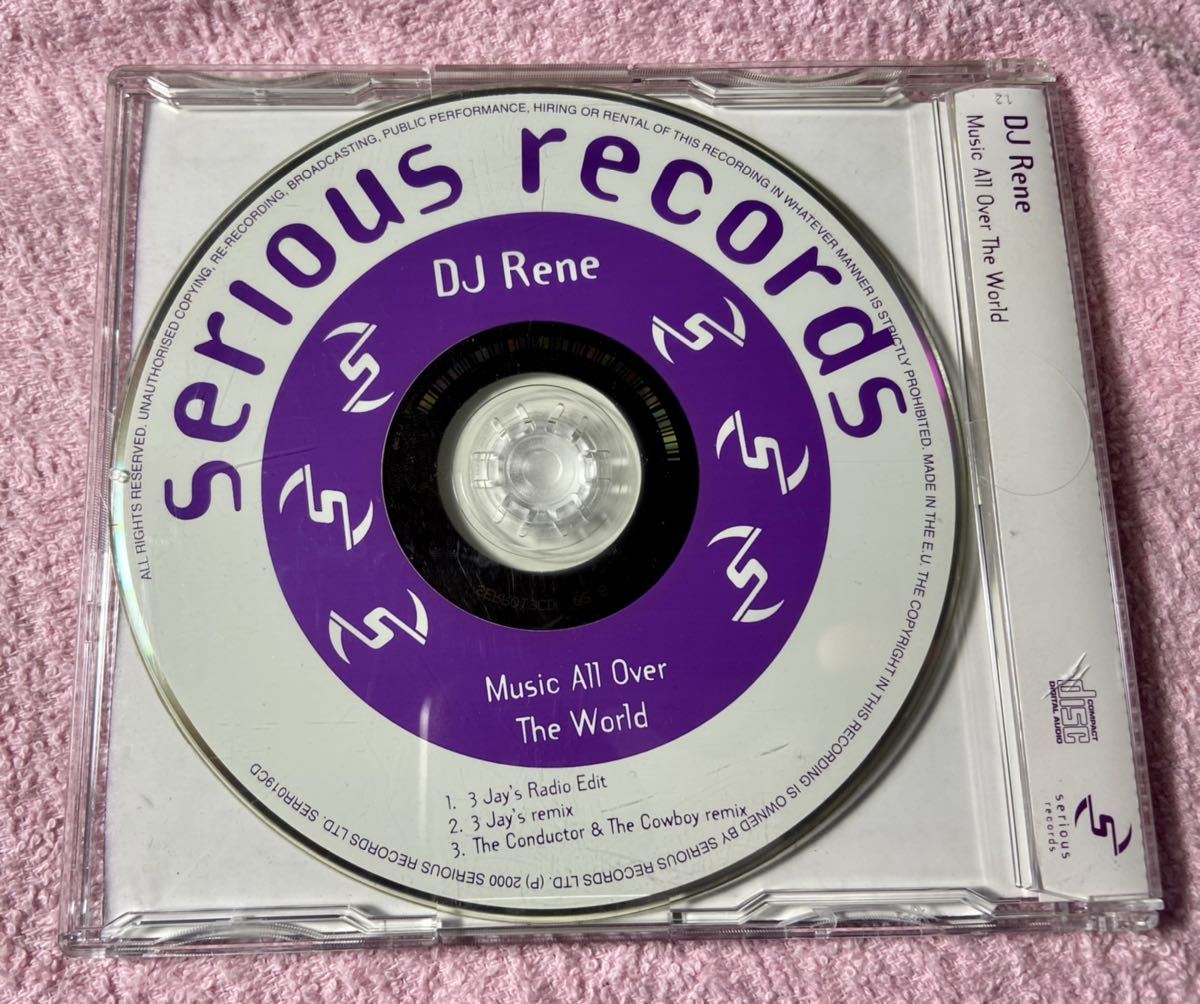 serious records
DJ Rene
Music All Over
The World
1. 3 Jay's Radio Edit
2. 3 Jay's remix
3. The Conductor & The Cowboy remix
ALL RIGHTS RESERVED. UNAUTHORISED COPYING, RE-RECORDING, BROADCASTING, PUBLIC PERFORMANCE, HIRING OR RENTAL OF THIS RECORDING IN WHATEVER MANNER IS STRICTLY PROHIBITED. MADE IN THE E.U. THE COPYRIGHT IN THIS RECORDING IS OWNED BY SERIOUS RECORDS LTD. (P) 2000 SERIOUS RECORDS LTD. SERR019CD
12
DJ Rene
Music All Over The World
COMPACT
disc
DIGITAL AUDIO
serious
records